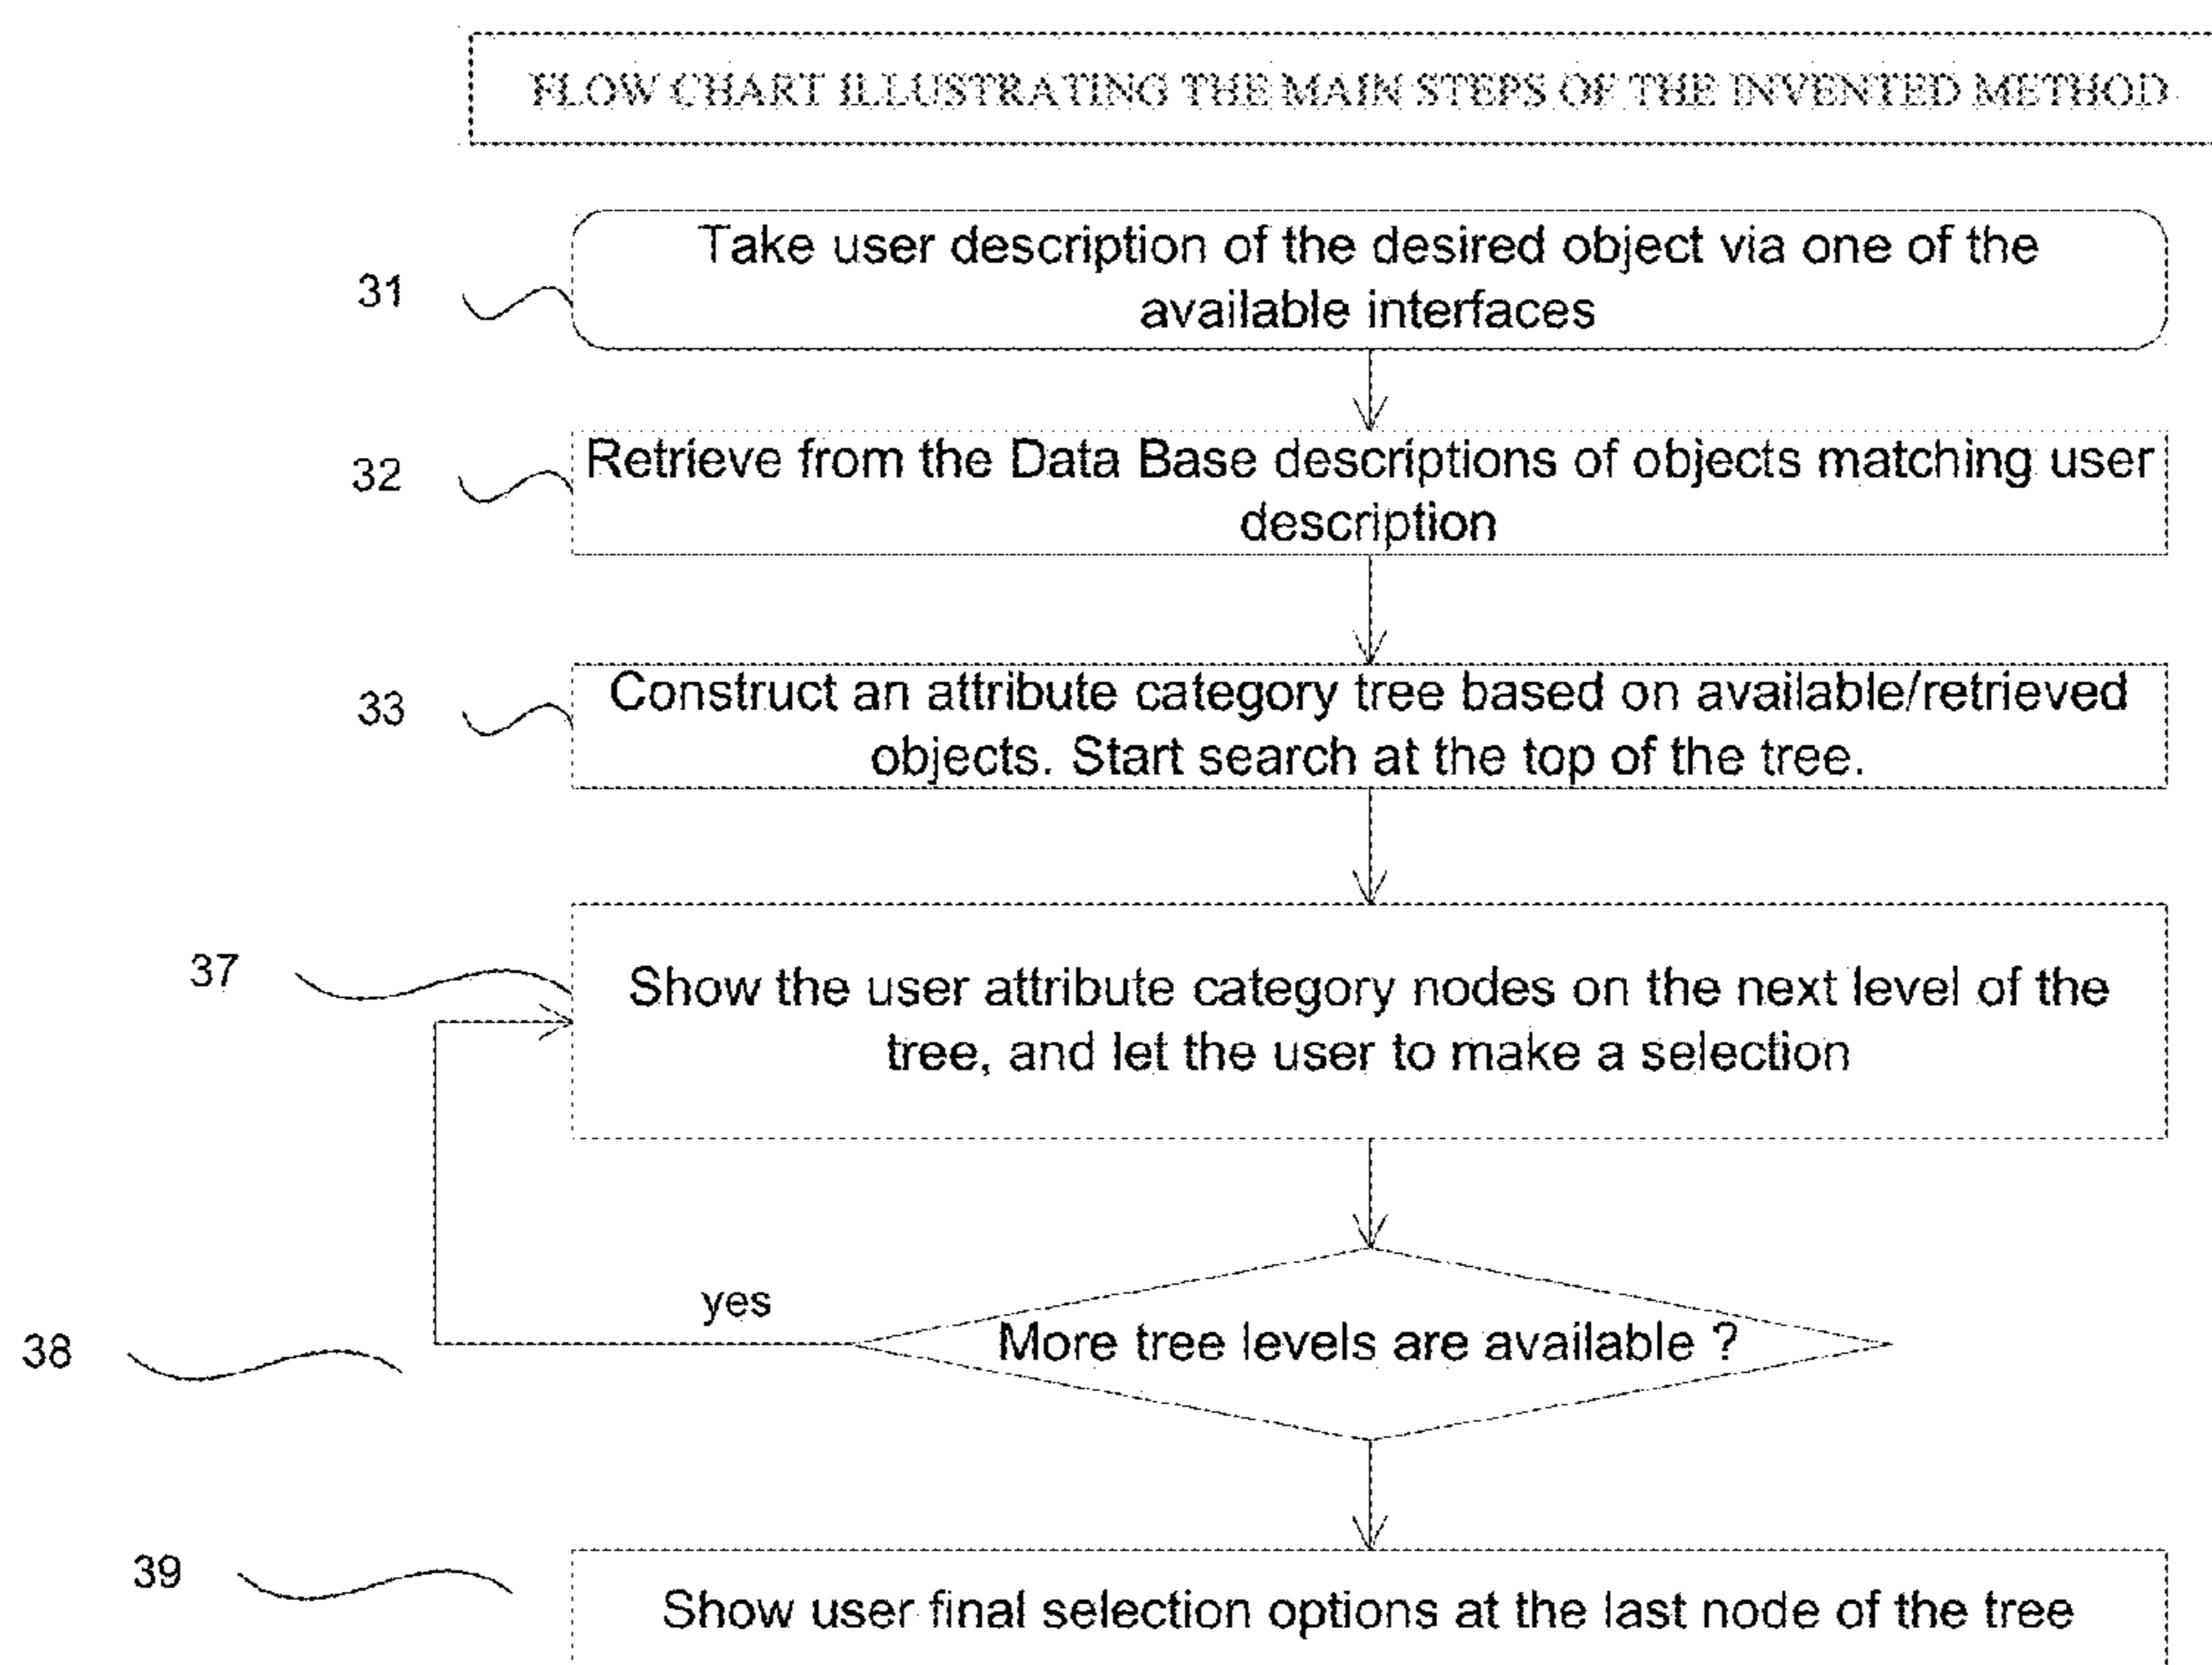 FLOW CHART ILLUSTRATING THE MAIN STEPS OF THE INVENTED METHOD
31
Take user description of the desired object via one of the
available interfaces
32
Retrieve from the Data Base descriptions of objects matching user
description
33
Construct an attribute category tree based on available/retrieved
objects. Start search at the top of the tree.
37
Show the user attribute category nodes on the next level of the
tree, and let the user to make a selection
yes
38
More tree levels are available ?
39
Show user final selection options at the last node of the tree